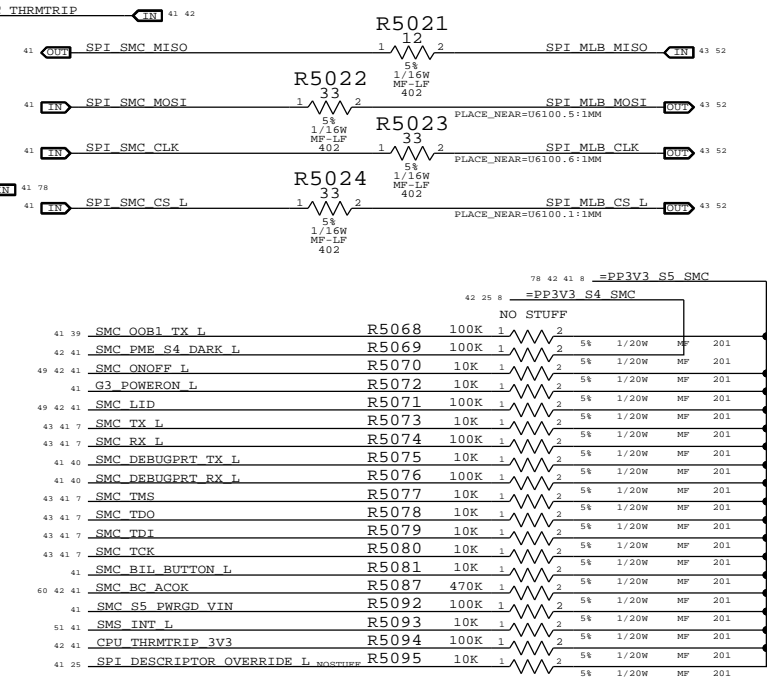 THRMTRIP IN 41 42
R5021
12
41 OUT SPI_SMC_MISO 1 2 SPI_MLB_MISO IN 43 52
5%
1/16W
MF-LF
402
R5022
33
41 IN SPI_SMC_MOSI 1 2 SPI_MLB_MOSI OUT 43 52
PLACE_NEAR=U6100.5:1MM
5%
1/16W
MF-LF
402
R5023
33
41 IN SPI_SMC_CLK 1 2 SPI_MLB_CLK OUT 43 52
PLACE_NEAR=U6100.6:1MM
5%
1/16W
MF-LF
402
41 78
R5024
33
41 IN SPI_SMC_CS_L 1 2 SPI_MLB_CS_L OUT 43 52
PLACE_NEAR=U6100.1:1MM
5%
1/16W
MF-LF
402
78 42 41 8 =PP3V3_S5_SMC
42 25 8 =PP3V3_S4_SMC
NO STUFF
41 39 SMC_OOB1_TX_L R5068 100K 1 2 5% 1/20W MF 201
42 41 SMC_PME_S4_DARK_L R5069 100K 1 2 5% 1/20W MF 201
49 42 41 SMC_ONOFF_L R5070 10K 1 2 5% 1/20W MF 201
41 G3_POWERON_L R5072 10K 1 2 5% 1/20W MF 201
49 42 41 SMC_LID R5071 100K 1 2 5% 1/20W MF 201
43 41 7 SMC_TX_L R5073 10K 1 2 5% 1/20W MF 201
43 41 7 SMC_RX_L R5074 100K 1 2 5% 1/20W MF 201
41 40 SMC_DEBUGPRT_TX_L R5075 10K 1 2 5% 1/20W MF 201
41 40 SMC_DEBUGPRT_RX_L R5076 100K 1 2 5% 1/20W MF 201
43 41 7 SMC_TMS R5077 10K 1 2 5% 1/20W MF 201
43 41 7 SMC_TDO R5078 10K 1 2 5% 1/20W MF 201
43 41 7 SMC_TDI R5079 10K 1 2 5% 1/20W MF 201
43 41 7 SMC_TCK R5080 10K 1 2 5% 1/20W MF 201
41 SMC_BIL_BUTTON_L R5081 10K 1 2 5% 1/20W MF 201
60 42 41 SMC_BC_ACOK R5087 470K 1 2 5% 1/20W MF 201
41 SMC_S5_PWRGD_VIN R5092 100K 1 2 5% 1/20W MF 201
51 41 SMS_INT_L R5093 10K 1 2 5% 1/20W MF 201
42 41 CPU_THRMTRIP_3V3 R5094 100K 1 2 5% 1/20W MF 201
41 25 SPI_DESCRIPTOR_OVERRIDE_L NOSTUFF R5095 10K 1 2 5% 1/20W MF 201